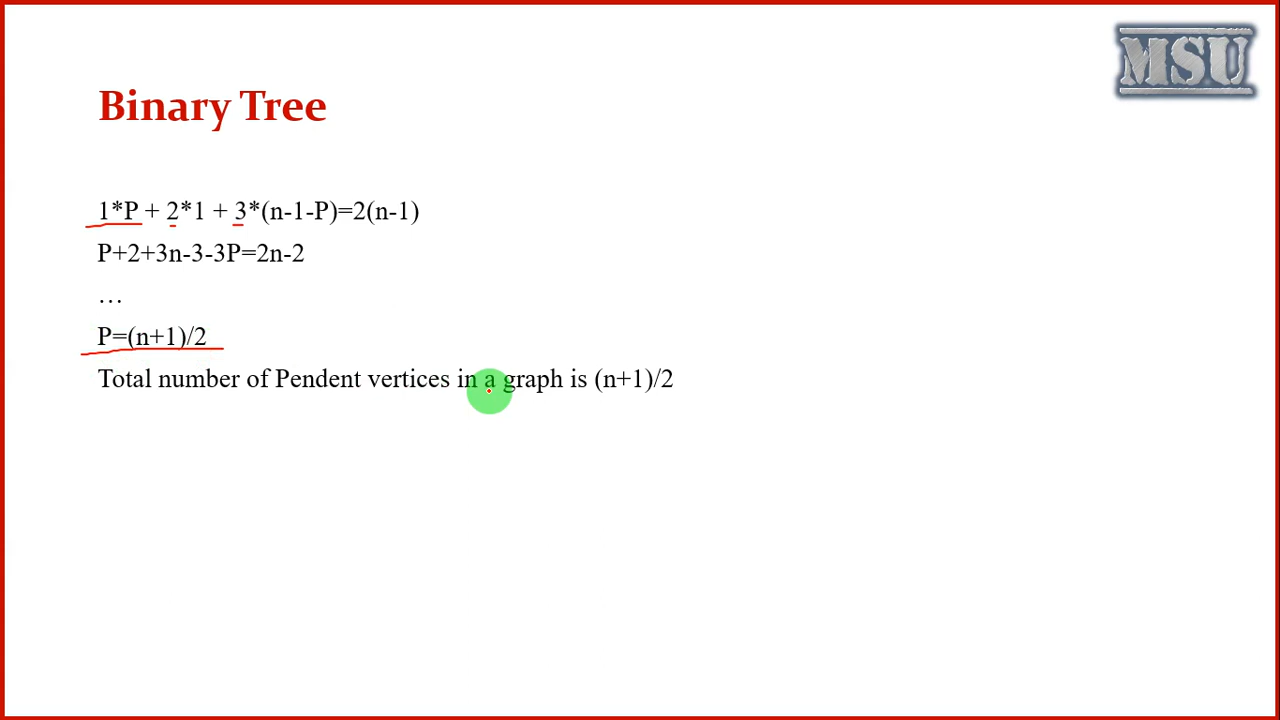 MSU
Binary Tree
1*P + 2*1 + 3*(n-1-P)=2(n-1)
P+2+3n-3-3P=2n-2
…
P=(n+1)/2
Total number of Pendent vertices in a graph is (n+1)/2